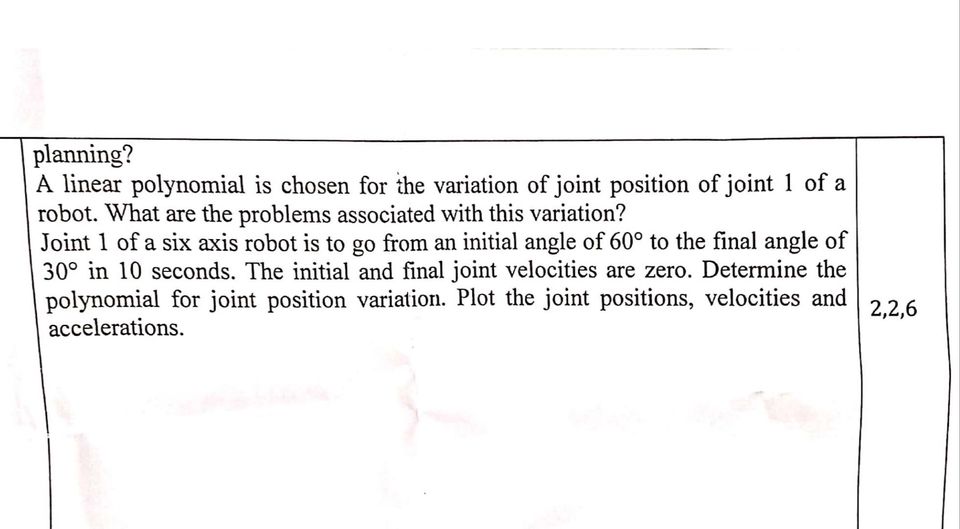 planning?
A linear polynomial is chosen for the variation of joint position of joint 1 of a
robot. What are the problems associated with this variation?
Joint 1 of a six axis robot is to go from an initial angle of 60° to the final angle of
30° in 10 seconds. The initial and final joint velocities are zero. Determine the
polynomial for joint position variation. Plot the joint positions, velocities and
accelerations.
2,2,6